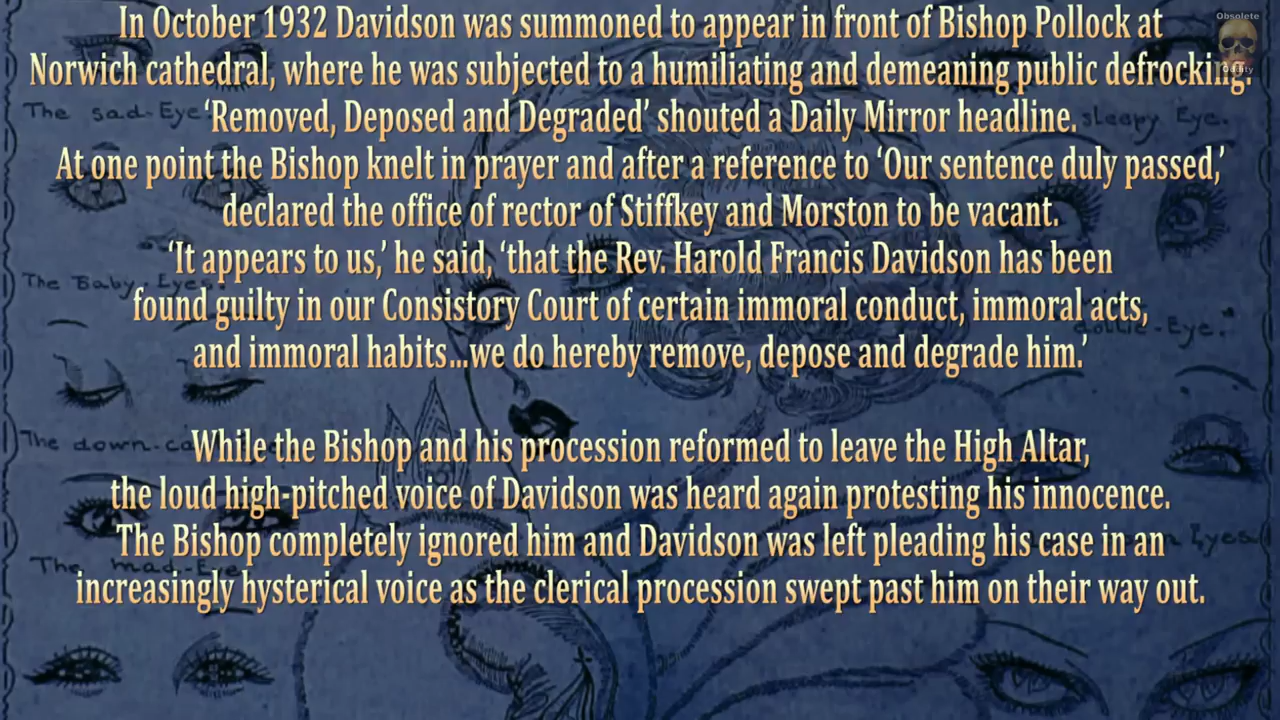 In October 1932 Davidson was summoned to appear in front of Bishop Pollock at
Norwich cathedral, where he was subjected to a humiliating and demeaning public defrocking.
‘Removed, Deposed and Degraded’ shouted a Daily Mirror headline.
At one point the Bishop knelt in prayer and after a reference to ‘Our sentence duly passed,’
declared the office of rector of Stiffkey and Morston to be vacant.
‘It appears to us,’ he said, ‘that the Rev. Harold Francis Davidson has been
found guilty in our Consistory Court of certain immoral conduct, immoral acts,
and immoral habits...we do hereby remove, depose and degrade him.’
While the Bishop and his procession reformed to leave the High Altar,
the loud high-pitched voice of Davidson was heard again protesting his innocence.
The Bishop completely ignored him and Davidson was left pleading his case in an
increasingly hysterical voice as the clerical procession swept past him on their way out.
Obsolete
Oddity
The sad-Eye
sleepy Eye.
The Baby Eyes.
The down-ca
Eyes.
The mad-Eye